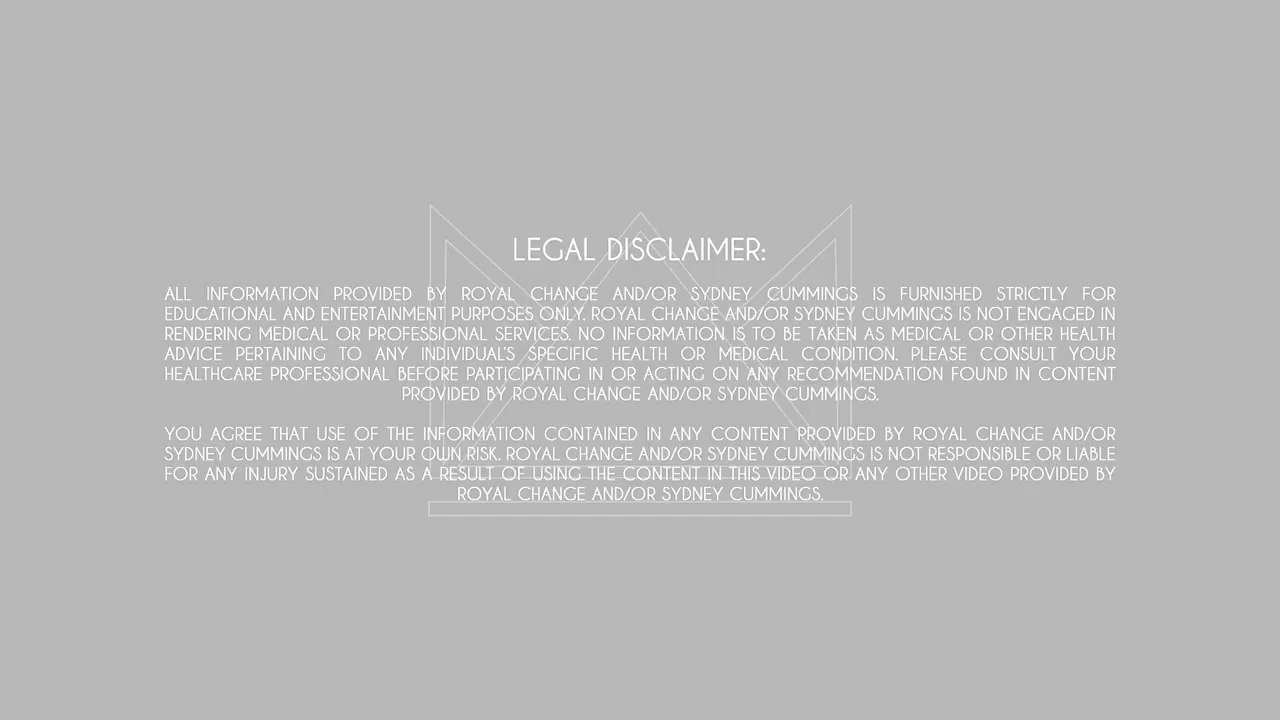 LEGAL DISCLAIMER:
ALL INFORMATION PROVIDED BY ROYAL CHANGE AND/OR SYDNEY CUMMINGS IS FURNISHED STRICTLY FOR
EDUCATIONAL AND ENTERTAINMENT PURPOSES ONLY. ROYAL CHANGE AND/OR SYDNEY CUMMINGS IS NOT ENGAGED IN
RENDERING MEDICAL OR PROFESSIONAL SERVICES. NO INFORMATION IS TO BE TAKEN AS MEDICAL OR OTHER HEALTH
ADVICE PERTAINING TO ANY INDIVIDUAL'S SPECIFIC HEALTH OR MEDICAL CONDITION. PLEASE CONSULT YOUR
HEALTHCARE PROFESSIONAL BEFORE PARTICIPATING IN OR ACTING ON ANY RECOMMENDATION FOUND IN CONTENT
PROVIDED BY ROYAL CHANGE AND/OR SYDNEY CUMMINGS.
YOU AGREE THAT USE OF THE INFORMATION CONTAINED IN ANY CONTENT PROVIDED BY ROYAL CHANGE AND/OR
SYDNEY CUMMINGS IS AT YOUR OWN RISK. ROYAL CHANGE AND/OR SYDNEY CUMMINGS IS NOT RESPONSIBLE OR LIABLE
FOR ANY INJURY SUSTAINED AS A RESULT OF USING THE CONTENT IN THIS VIDEO OR ANY OTHER VIDEO PROVIDED BY
ROYAL CHANGE AND/OR SYDNEY CUMMINGS.